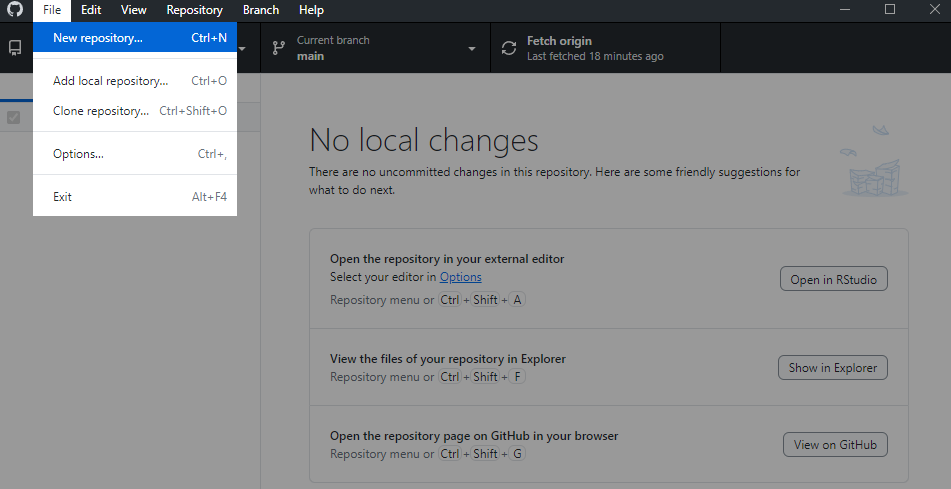 File Edit View Repository Branch Help
New repository... Ctrl+N
Add local repository... Ctrl+O
Clone repository... Ctrl+Shift+O
Options... Ctrl+,
Exit Alt+F4
Current branch
main
Fetch origin
Last fetched 18 minutes ago
No local changes
There are no uncommitted changes in this repository. Here are some friendly suggestions for
what to do next.
Open the repository in your external editor
Select your editor in Options
Repository menu or Ctrl + Shift + A
Open in RStudio
View the files of your repository in Explorer
Repository menu or Ctrl + Shift + F
Show in Explorer
Open the repository page on GitHub in your browser
Repository menu or Ctrl + Shift + G
View on GitHub